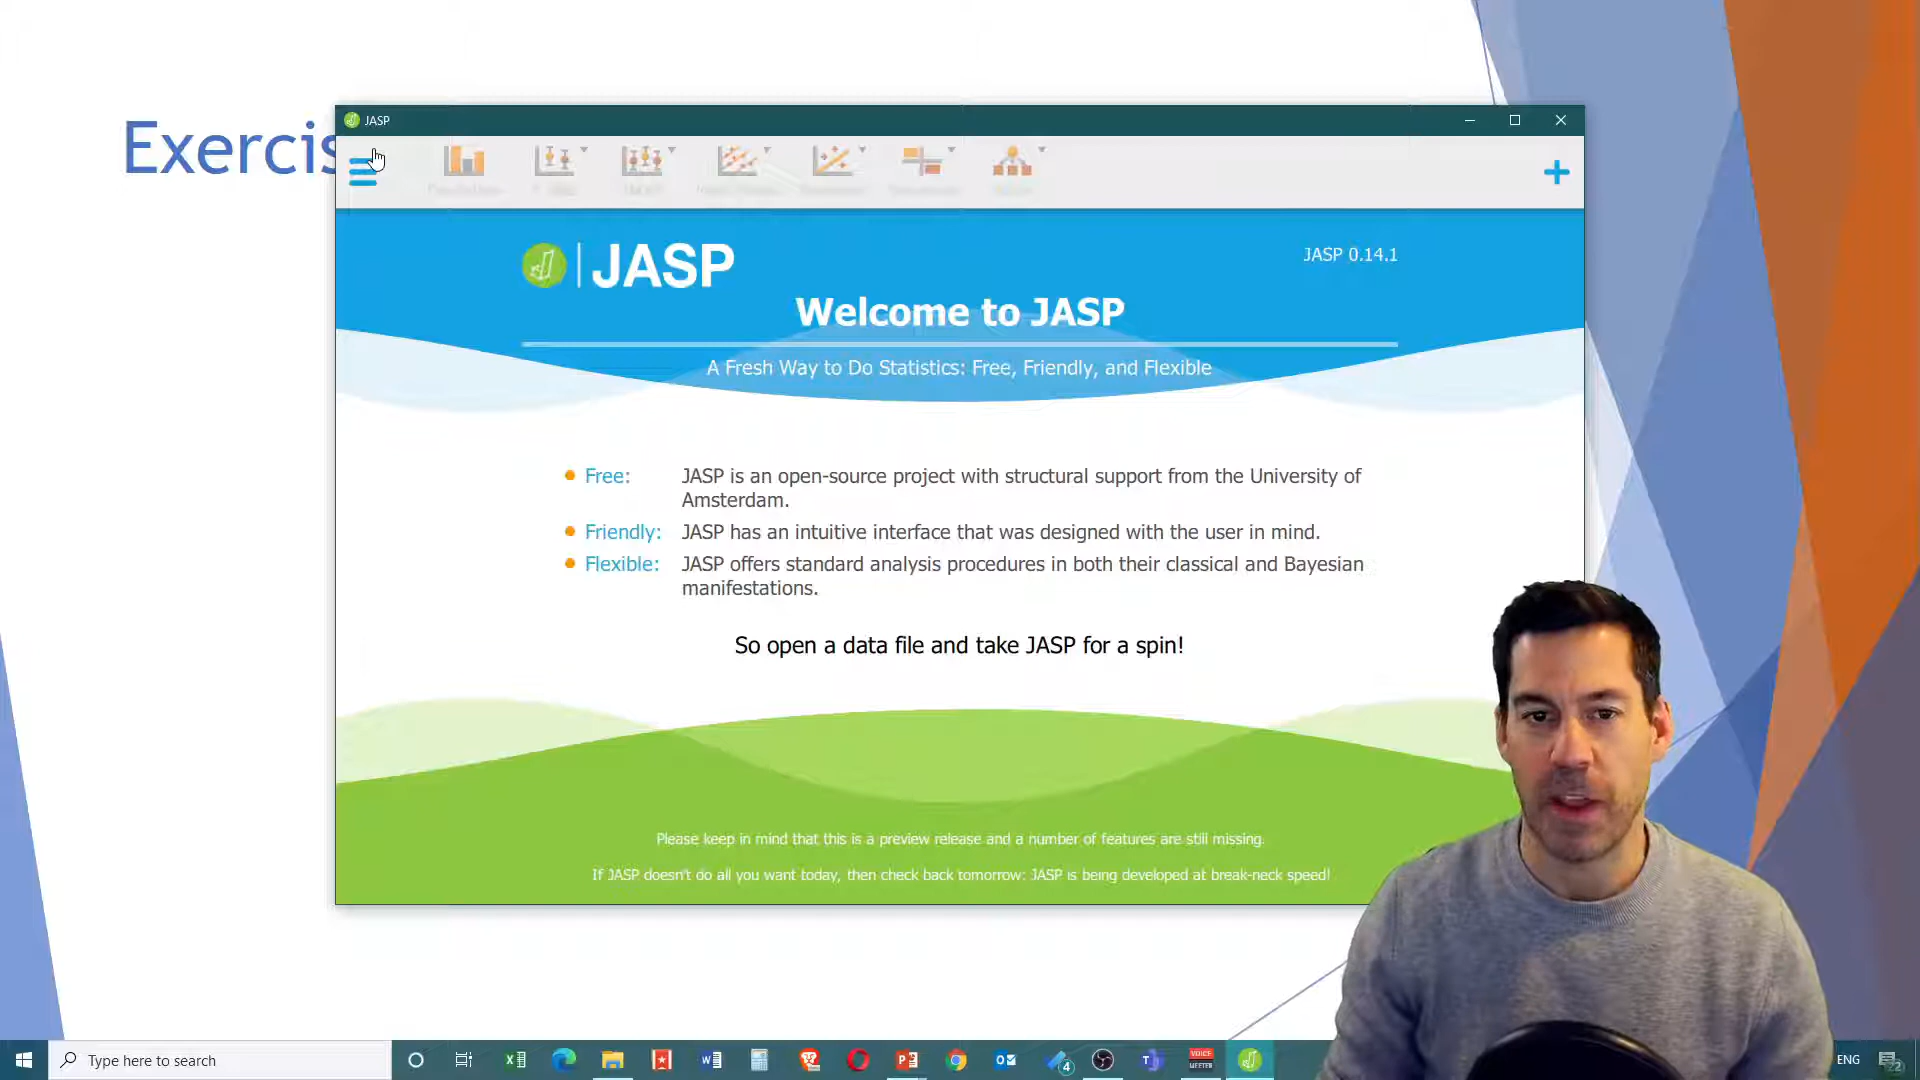 Exercis
JASP
JASP
JASP 0.14.1
Welcome to JASP
A Fresh Way to Do Statistics: Free, Friendly, and Flexible
Free: JASP is an open-source project with structural support from the University of
Amsterdam.
Friendly: JASP has an intuitive interface that was designed with the user in mind.
Flexible: JASP offers standard analysis procedures in both their classical and Bayesian
manifestations.
So open a data file and take JASP for a spin!
Please keep in mind that this is a preview release and a number of features are still missing.
If JASP doesn't do all you want today, then check back tomorrow: JASP is being developed at break-neck speed!
Type here to search
4
VOICE
MEETER
ENG
22